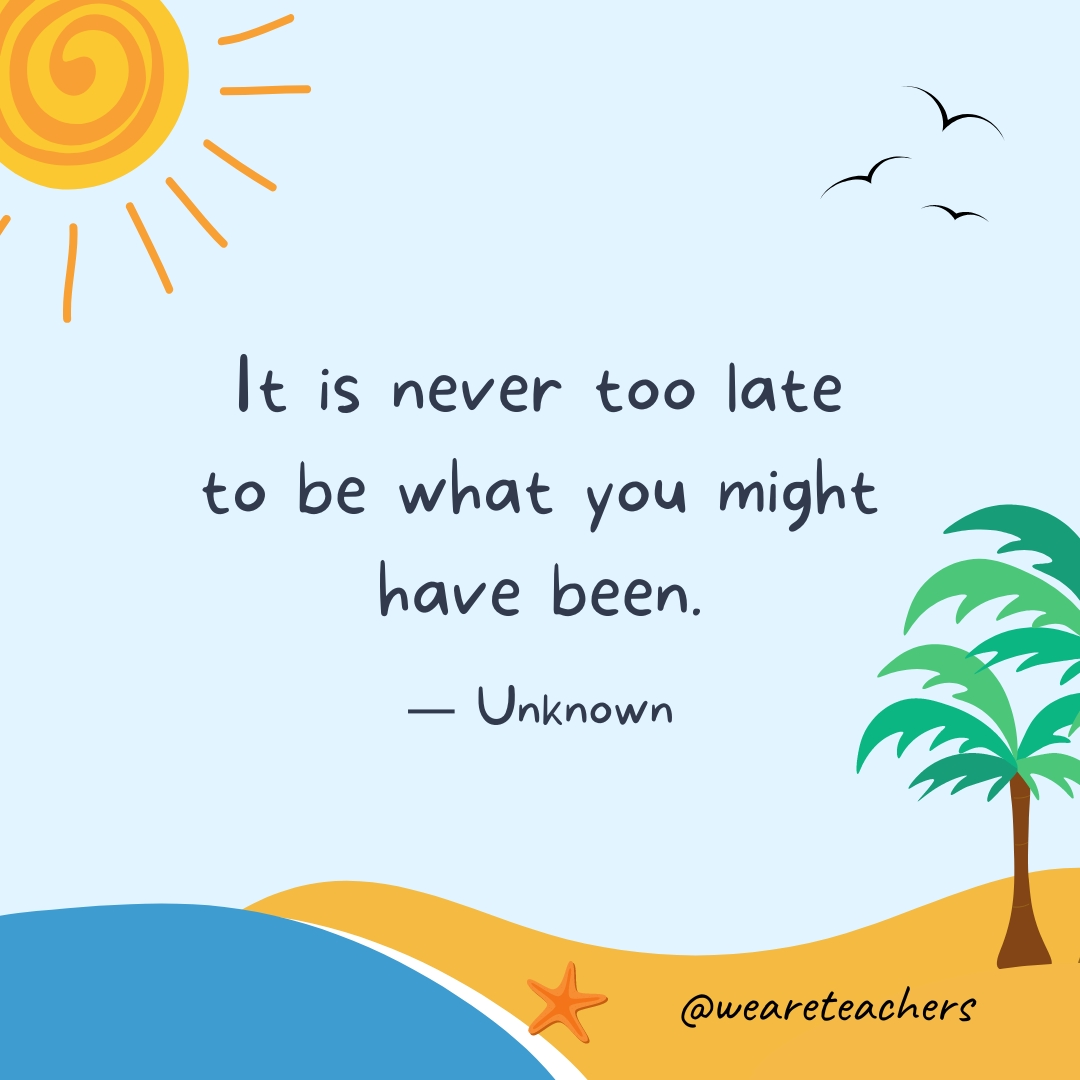 It is never too late
to be what you might
have been.
— Unknown
@weareteachers